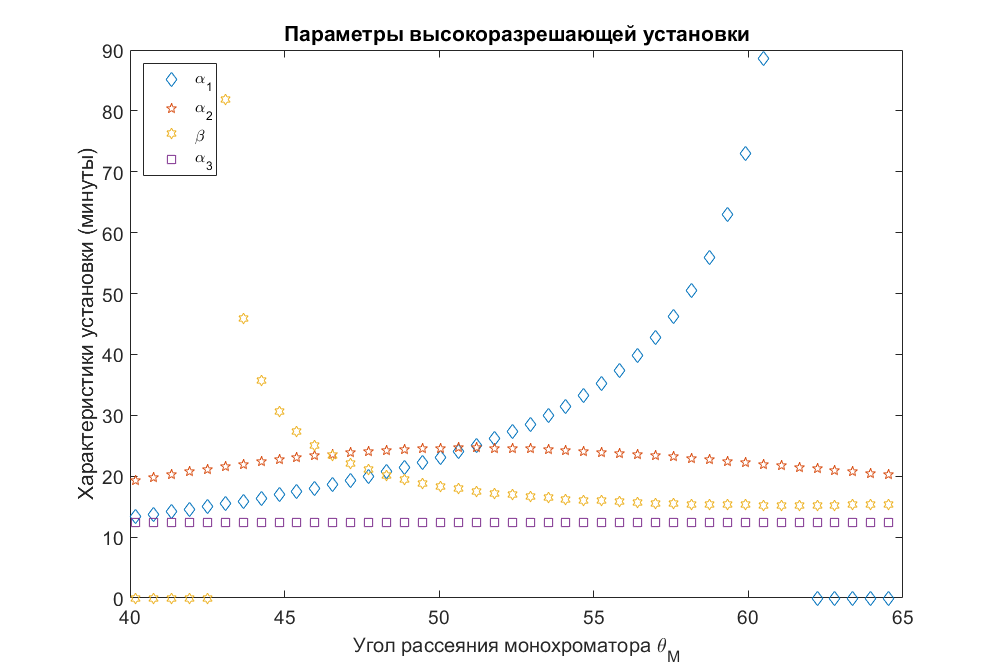 Параметры высокоразрешающей установки
α1
α2
β
α3
Характеристики установки (минуты)
90
80
70
60
50
40
30
20
10
0
40 45 50 55 60 65
Угол рассеяния монохроматора θM